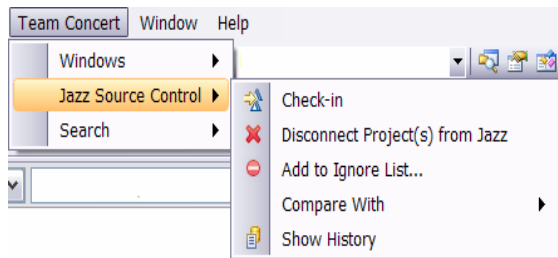 Team Concert Window Help
Windows
Jazz Source Control
Search
Check-in
Disconnect Project(s) from Jazz
Add to Ignore List...
Compare With
Show History